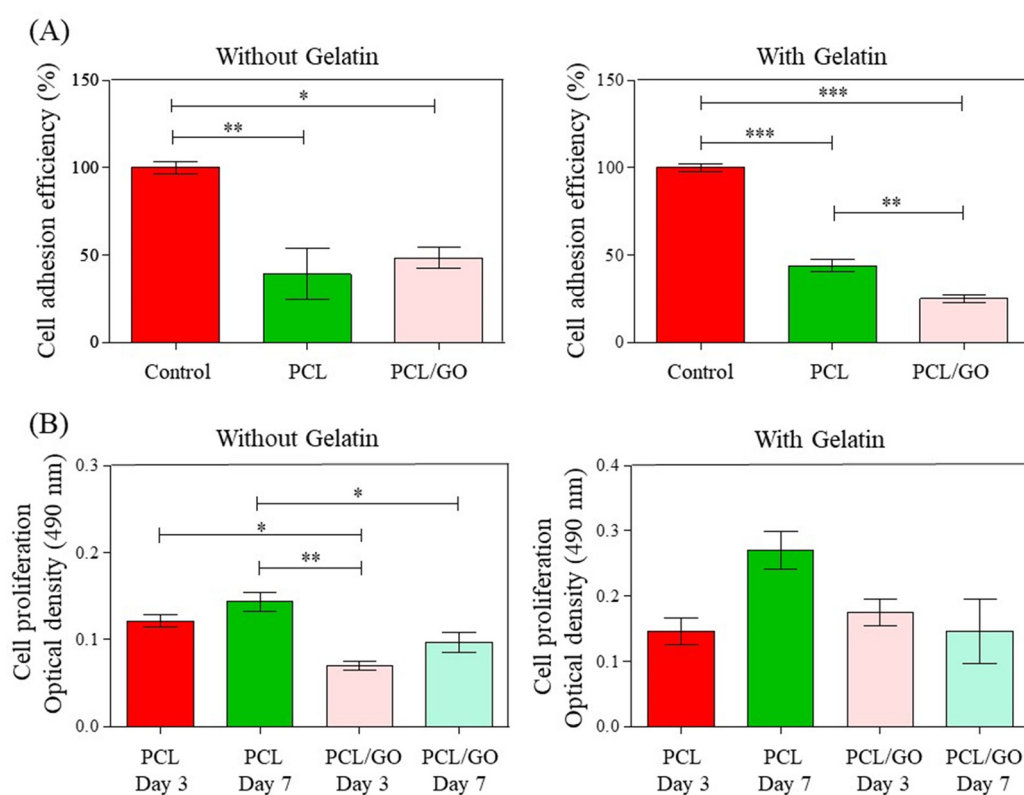 (A)
Without Gelatin
Cell adhesion efficiency (%)
150
100
50
0
*
**
Control
PCL
PCL/GO
With Gelatin
Cell adhesion efficiency (%)
150
100
50
0
***
***
**
Control
PCL
PCL/GO
(B)
Without Gelatin
Cell proliferation
Optical density (490 nm)
0.3
0.2
0.1
0.0
*
*
**
PCL
Day 3
PCL
Day 7
PCL/GO
Day 3
PCL/GO
Day 7
With Gelatin
Cell proliferation
Optical density (490 nm)
0.4
0.3
0.2
0.1
0.0
PCL
Day 3
PCL
Day 7
PCL/GO
Day 3
PCL/GO
Day 7